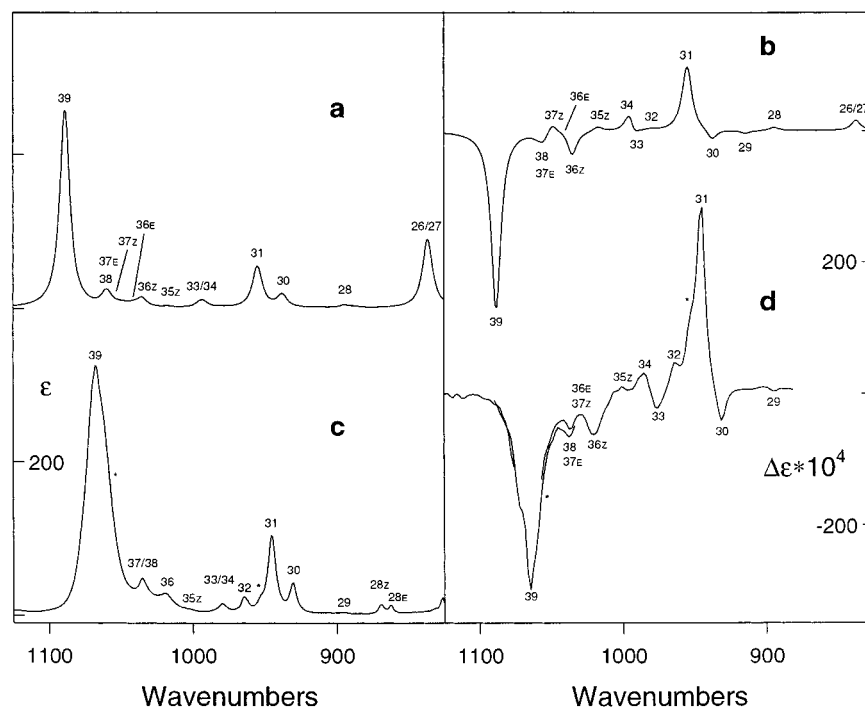 a
39
37E
38
37Z
36E
36Z
35Z
33/34
31
30
28
26/27
b
39
38
37E
37Z
36E
36Z
35Z
34
33
32
31
30
29
28
26/27
ε
200
c
39
*
37/38
36
35Z
33/34
32
*
31
30
29
28Z
28E
200
d
39
*
38
37E
36E
37Z
36Z
35Z
34
33
32
*
31
30
29
Δε*10⁴
-200
1100
1000
900
1100
1000
900
Wavenumbers
Wavenumbers